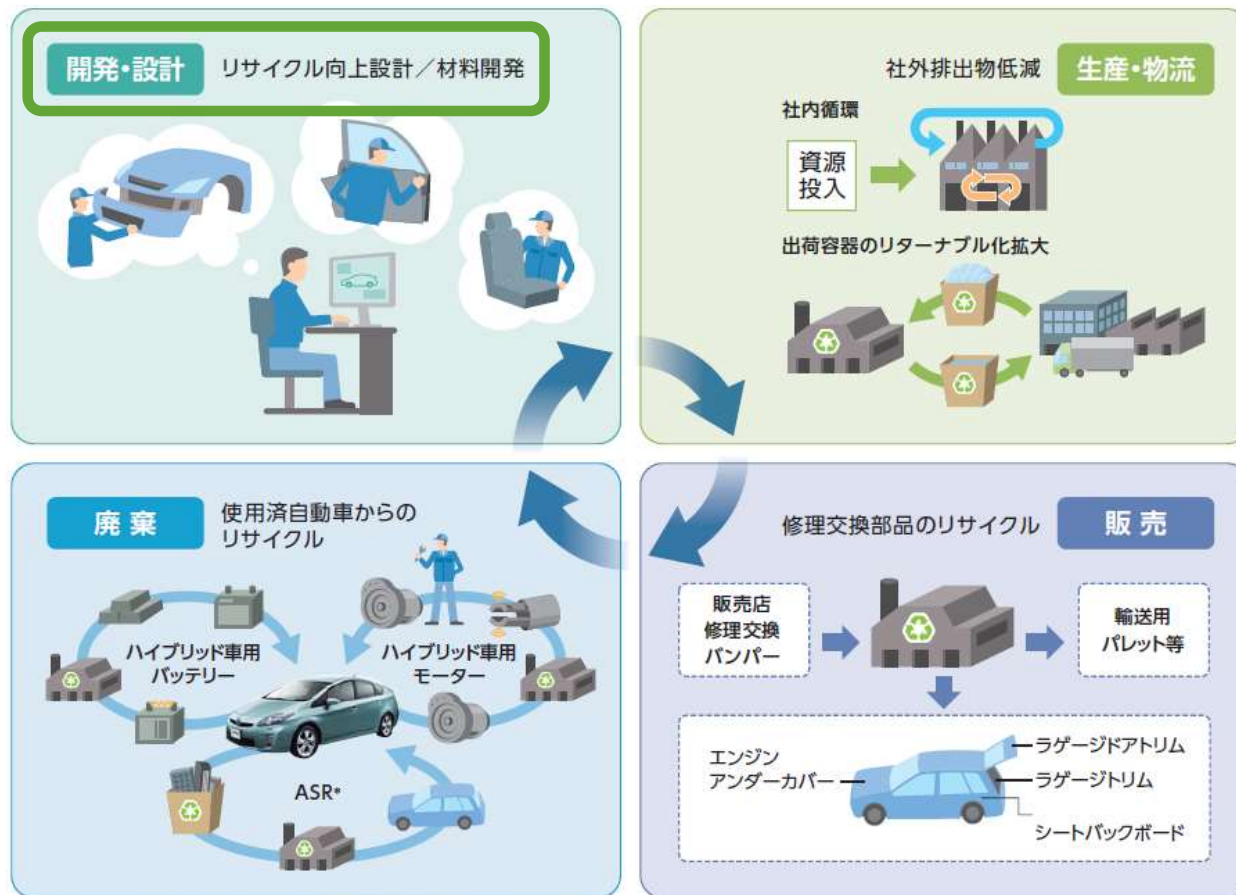 開発・設計
リサイクル向上設計／材料開発
社外排出物低減
生産・物流
社内循環
資源
投入
出荷容器のリターナブル化拡大
廃棄
使用済自動車からの
リサイクル
ハイブリッド車用
バッテリー
ハイブリッド車用
モーター
ASR*
修理交換部品のリサイクル
販売
販売店
修理交換
バンパー
輸送用
パレット等
エンジン
アンダーカバー
ラゲージドアトリム
ラゲージトリム
シートバックボード